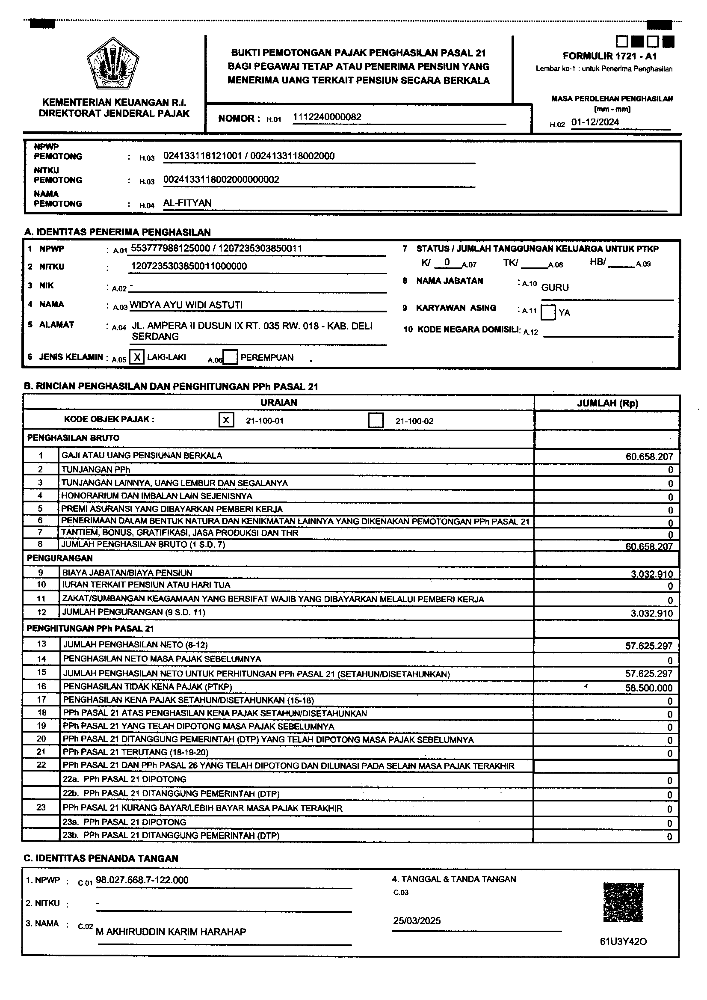 BUKTI PEMOTONGAN PAJAK PENGHASILAN PASAL 21
BAGI PEGAWAI TETAP ATAU PENERIMA PENSIUN YANG
MENERIMA UANG TERKAIT PENSIUN SECARA BERKALA
FORMULIR 1721 - A1
Lembar ke-1 : untuk Penerima Penghasilan
KEMENTERIAN KEUANGAN R.I.
DIREKTORAT JENDERAL PAJAK
NOMOR : H.01 1112240000082
MASA PEROLEHAN PENGHASILAN
[mm - mm]
H.02 01-12/2024
NPWP
PEMOTONG : H.03 024133118121001 / 0024133118002000
NITKU
PEMOTONG : H.03 0024133118002000000002
NAMA
PEMOTONG : H.04 AL-FITYAN
A. IDENTITAS PENERIMA PENGHASILAN
1 NPWP : A.01 553777988125000 / 1207235303850011
2 NITKU : 1207235303850011000000
3 NIK : A.02 -
4 NAMA : A.03 WIDYA AYU WIDI ASTUTI
5 ALAMAT : A.04 JL. AMPERA II DUSUN IX RT. 035 RW. 018 - KAB. DELI
SERDANG
6 JENIS KELAMIN : A.05 X LAKI-LAKI A.06 PEREMPUAN
7 STATUS / JUMLAH TANGGUNGAN KELUARGA UNTUK PTKP
K/ 0 A.07 TK/ A.08 HB/ A.09
8 NAMA JABATAN : A.10 GURU
9 KARYAWAN ASING : A.11 YA
10 KODE NEGARA DOMISILI: A.12
B. RINCIAN PENGHASILAN DAN PENGHITUNGAN PPh PASAL 21
URAIAN JUMLAH (Rp)
KODE OBJEK PAJAK : X 21-100-01 21-100-02
PENGHASILAN BRUTO
1 GAJI ATAU UANG PENSIUNAN BERKALA 60.658.207
2 TUNJANGAN PPh 0
3 TUNJANGAN LAINNYA, UANG LEMBUR DAN SEGALANYA 0
4 HONORARIUM DAN IMBALAN LAIN SEJENISNYA 0
5 PREMI ASURANSI YANG DIBAYARKAN PEMBERI KERJA 0
6 PENERIMAAN DALAM BENTUK NATURA DAN KENIKMATAN LAINNYA YANG DIKENAKAN PEMOTONGAN PPh PASAL 21 0
7 TANTIEM, BONUS, GRATIFIKASI, JASA PRODUKSI DAN THR 0
8 JUMLAH PENGHASILAN BRUTO (1 S.D. 7) 60.658.207
PENGURANGAN
9 BIAYA JABATAN/BIAYA PENSIUN 3.032.910
10 IURAN TERKAIT PENSIUN ATAU HARI TUA 0
11 ZAKAT/SUMBANGAN KEAGAMAAN YANG BERSIFAT WAJIB YANG DIBAYARKAN MELALUI PEMBERI KERJA 0
12 JUMLAH PENGURANGAN (9 S.D. 11) 3.032.910
PENGHITUNGAN PPh PASAL 21
13 JUMLAH PENGHASILAN NETO (8-12) 57.625.297
14 PENGHASILAN NETO MASA PAJAK SEBELUMNYA 0
15 JUMLAH PENGHASILAN NETO UNTUK PERHITUNGAN PPh PASAL 21 (SETAHUN/DISETAHUNKAN) 57.625.297
16 PENGHASILAN TIDAK KENA PAJAK (PTKP) 58.500.000
17 PENGHASILAN KENA PAJAK SETAHUN/DISETAHUNKAN (15-16) 0
18 PPh PASAL 21 ATAS PENGHASILAN KENA PAJAK SETAHUN/DISETAHUNKAN 0
19 PPh PASAL 21 YANG TELAH DIPOTONG MASA PAJAK SEBELUMNYA 0
20 PPh PASAL 21 DITANGGUNG PEMERINTAH (DTP) YANG TELAH DIPOTONG MASA PAJAK SEBELUMNYA 0
21 PPh PASAL 21 TERUTANG (18-19-20) 0
22 PPh PASAL 21 DAN PPh PASAL 26 YANG TELAH DIPOTONG DAN DILUNASI PADA SELAIN MASA PAJAK TERAKHIR
22a. PPh PASAL 21 DIPOTONG 0
22b. PPh PASAL 21 DITANGGUNG PEMERINTAH (DTP) 0
23 PPh PASAL 21 KURANG BAYAR/LEBIH BAYAR MASA PAJAK TERAKHIR 0
23a. PPh PASAL 21 DIPOTONG 0
23b. PPh PASAL 21 DITANGGUNG PEMERINTAH (DTP) 0
C. IDENTITAS PENANDA TANGAN
1. NPWP : C.01 98.027.668.7-122.000
2. NITKU : -
3. NAMA : C.02 M AKHIRUDDIN KARIM HARAHAP
4. TANGGAL & TANDA TANGAN
C.03
25/03/2025
61U3Y42O